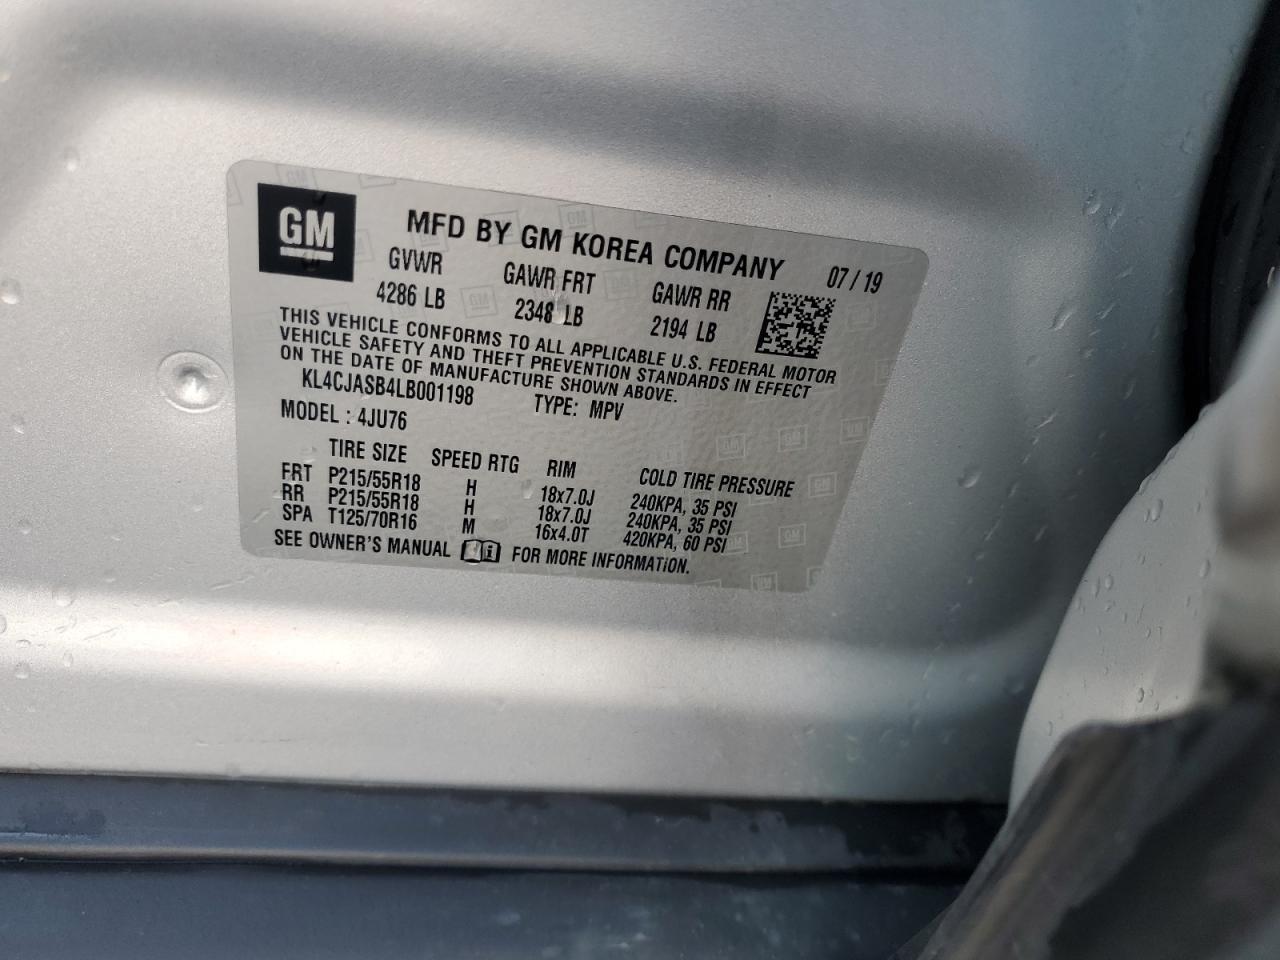 GM
MFD BY GM KOREA COMPANY 07/19
GVWR GAWR FRT GAWR RR
4286 LB 2348 LB 2194 LB
THIS VEHICLE CONFORMS TO ALL APPLICABLE U.S. FEDERAL MOTOR
VEHICLE SAFETY AND THEFT PREVENTION STANDARDS IN EFFECT
ON THE DATE OF MANUFACTURE SHOWN ABOVE.
KL4CJASB4LB001198 TYPE: MPV
MODEL : 4JU76
TIRE SIZE SPEED RTG RIM COLD TIRE PRESSURE
FRT P215/55R18 H 18x7.0J 240KPA, 35 PSI
RR P215/55R18 H 18x7.0J 240KPA, 35 PSI
SPA T125/70R16 M 16x4.0T 420KPA, 60 PSI
SEE OWNER'S MANUAL i FOR MORE INFORMATION.